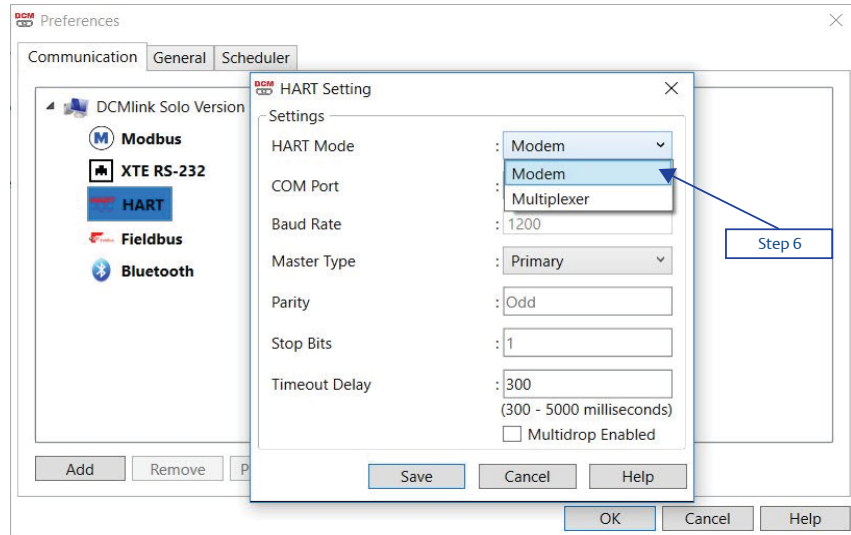 DCM Preferences
Communication General Scheduler
DCMlink Solo Version
M Modbus
XTE RS-232
HART
Fieldbus
Bluetooth
Add Remove P
DCM HART Setting
Settings
HART Mode : Modem
Modem
Multiplexer
COM Port :
Baud Rate : 1200
Master Type : Primary
Parity : Odd
Stop Bits : 1
Timeout Delay : 300
(300 - 5000 milliseconds)
Multidrop Enabled
Save Cancel Help
Step 6
OK Cancel Help